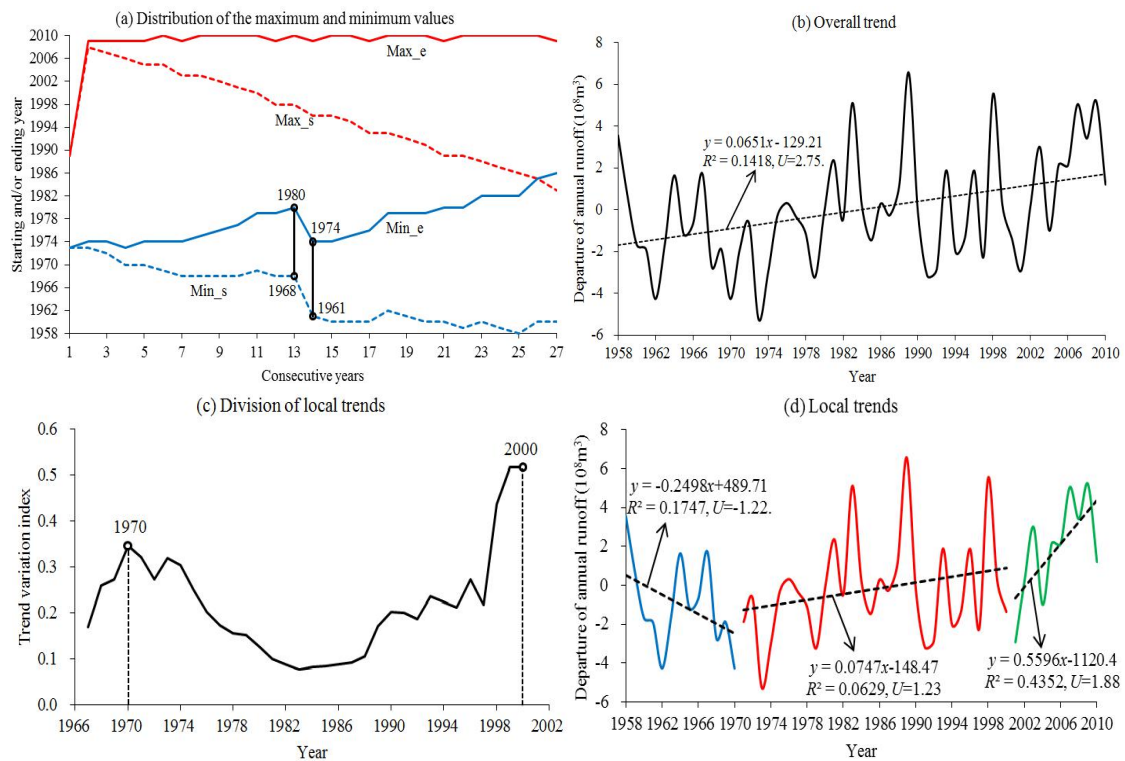 (a) Distribution of the maximum and minimum values
Starting and/or ending year
2010
2006
2002
1998
1994
1990
1986
1982
1978
1974
1970
1966
1962
1958
Max_e
Max_s
1980
1974
Min_e
Min_s
1968
1961
1 3 5 7 9 11 13 15 17 19 21 23 25 27
Consecutive years
(b) Overall trend
Departure of annual runoff (10⁸m³)
8
6
4
2
0
-2
-4
-6
y = 0.0651x - 129.21
R² = 0.1418, U=2.75.
1958 1962 1966 1970 1974 1978 1982 1986 1990 1994 1998 2002 2006 2010
Year
(c) Division of local trends
Trend variation index
0.6
0.5
0.4
0.3
0.2
0.1
0.0
1970
2000
1966 1970 1974 1978 1982 1986 1990 1994 1998 2002
Year
(d) Local trends
Departure of annual runoff (10⁸m³)
8
6
4
2
0
-2
-4
-6
y = -0.2498x+489.71
R² = 0.1747, U=-1.22.
y = 0.0747x-148.47
R² = 0.0629, U=1.23
y = 0.5596x-1120.4
R² = 0.4352, U=1.88
1958 1962 1966 1970 1974 1978 1982 1986 1990 1994 1998 2002 2006 2010
Year